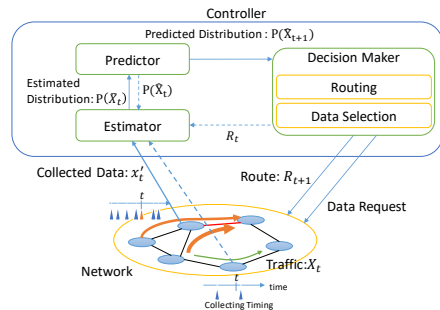 Controller
Predicted Distribution : P(X̂ₜ₊₁)
Predictor
Decision Maker
Estimated
Distribution: P(X̂ₜ)
P(X̄ₜ)
Routing
Estimator
Data Selection
Rₜ
Collected Data: x′ₜ
Route: Rₜ₊₁
t
Data Request
Traffic:Xₜ
Network
t
time
Collecting Timing